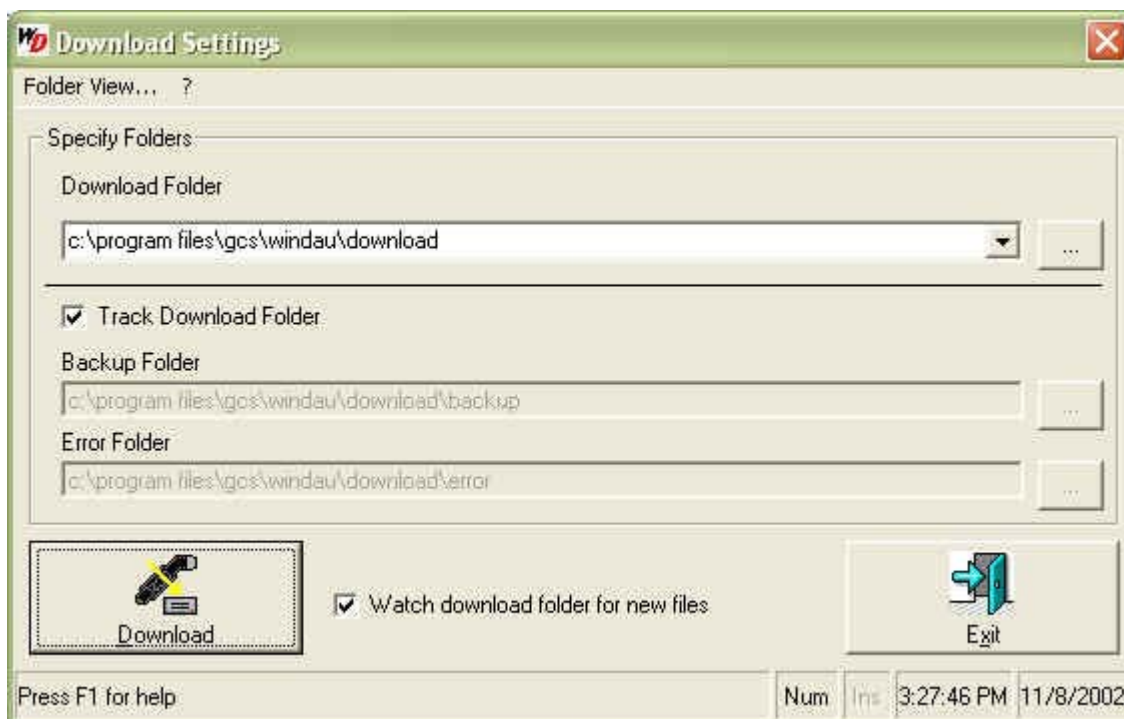 WD Download Settings
Folder View... ?
Specify Folders
Download Folder
c:\program files\gcs\windau\download
...
Track Download Folder
Backup Folder
c:\program files\gcs\windau\download\backup
...
Error Folder
c:\program files\gcs\windau\download\error
...
Download
Watch download folder for new files
Exit
Press F1 for help
Num
Ins
3:27:46 PM
11/8/2002